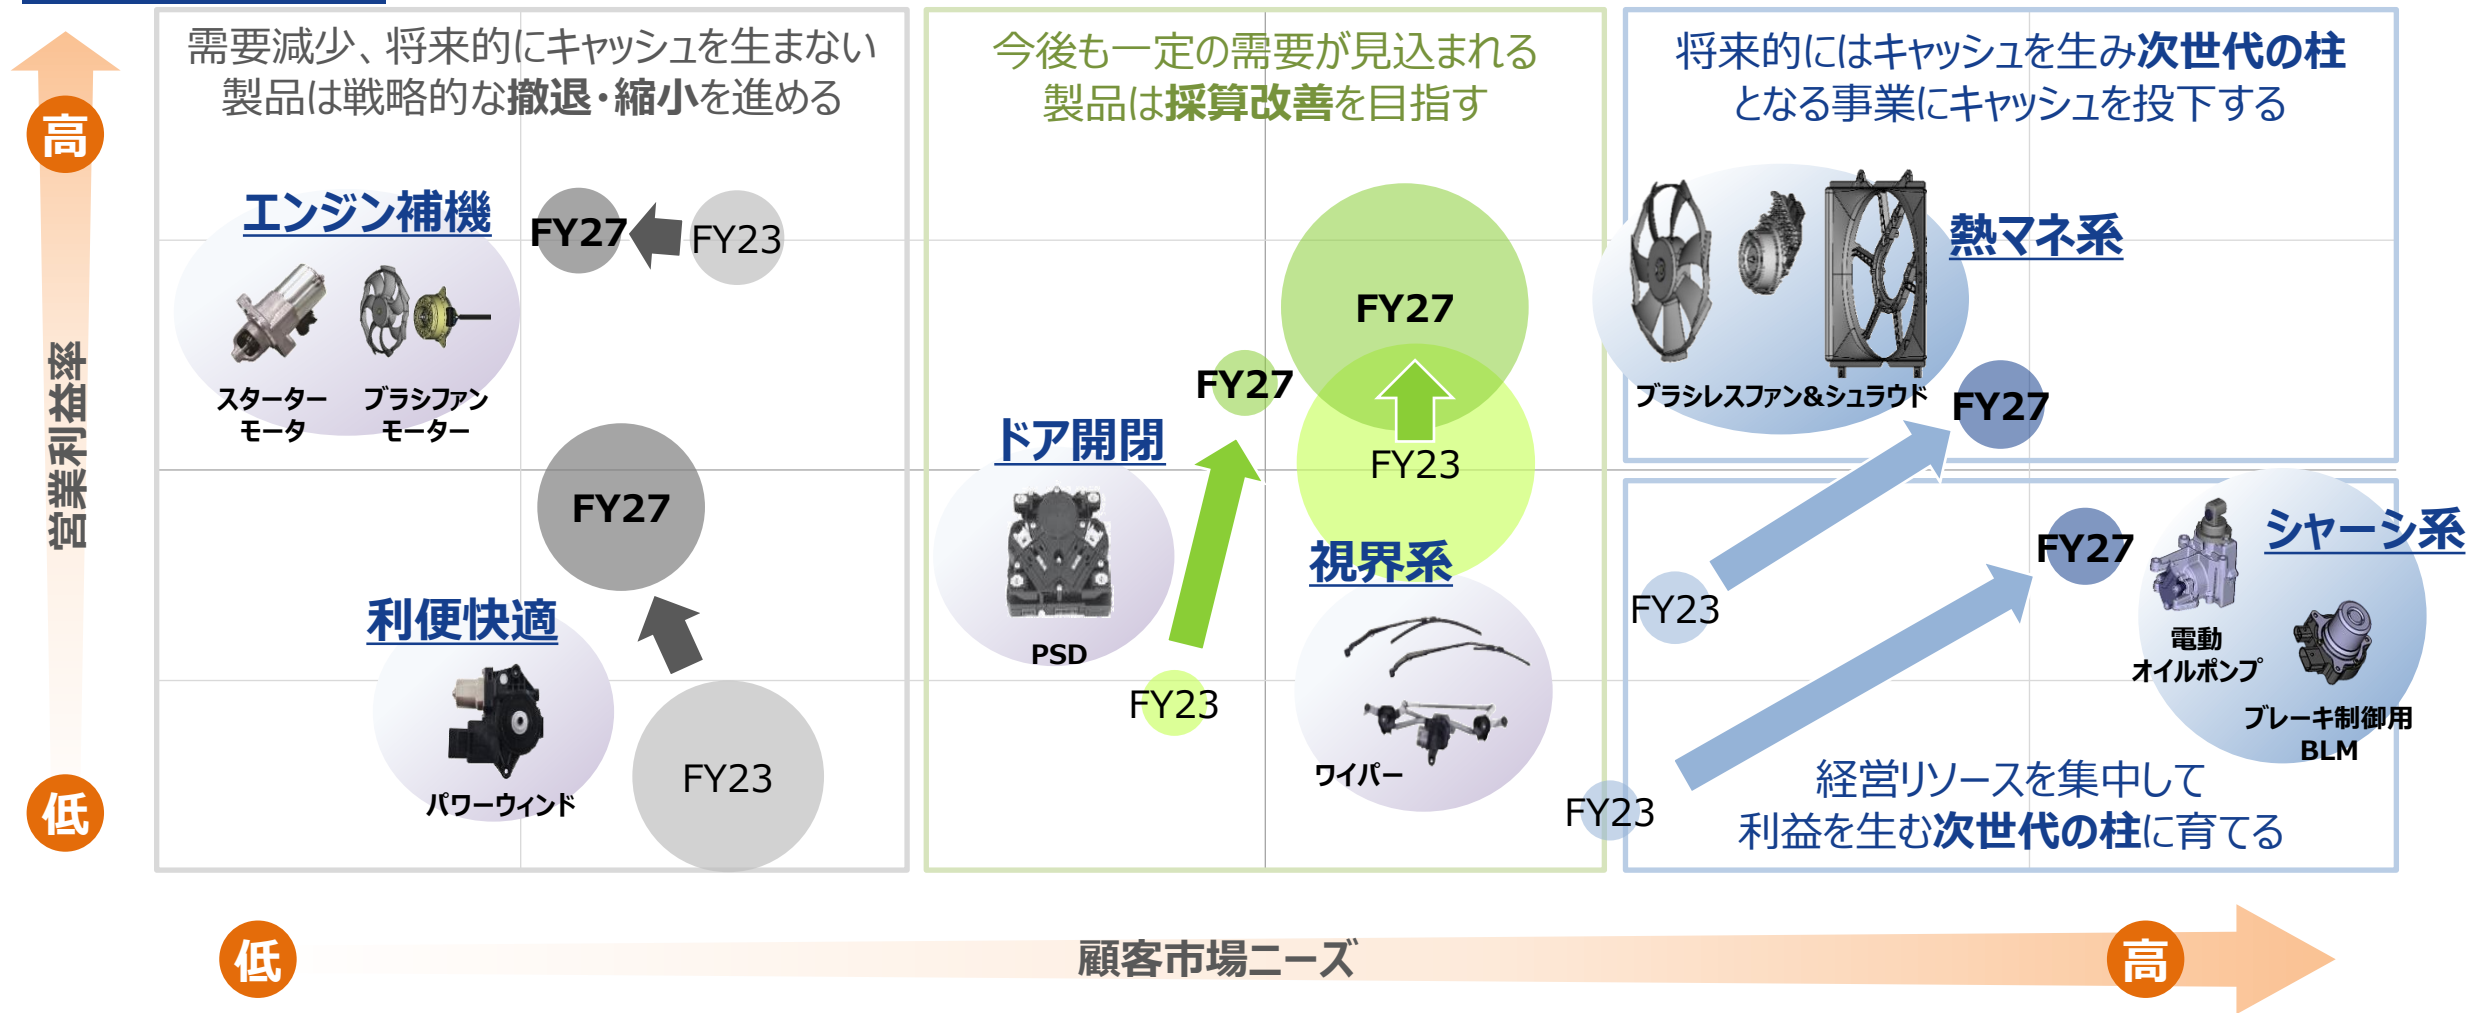 需要減少、将来的にキャッシュを生まない
製品は戦略的な撤退・縮小を進める
今後も一定の需要が見込まれる
製品は採算改善を目指す
将来的にはキャッシュを生み次世代の柱
となる事業にキャッシュを投下する
高
営業利益率
低
エンジン補機
FY27
FY23
スターター
モータ
ブラシファン
モーター
FY27
利便快適
パワーウィンド
FY23
ドア開閉
PSD
FY27
FY23
FY27
FY23
視界系
ワイパー
熱マネ系
ブラシレスファン&シュラウド
FY27
FY23
シャーシ系
FY27
電動
オイルポンプ
ブレーキ制御用
BLM
FY23
経営リソースを集中して
利益を生む次世代の柱に育てる
低
顧客市場ニーズ
高